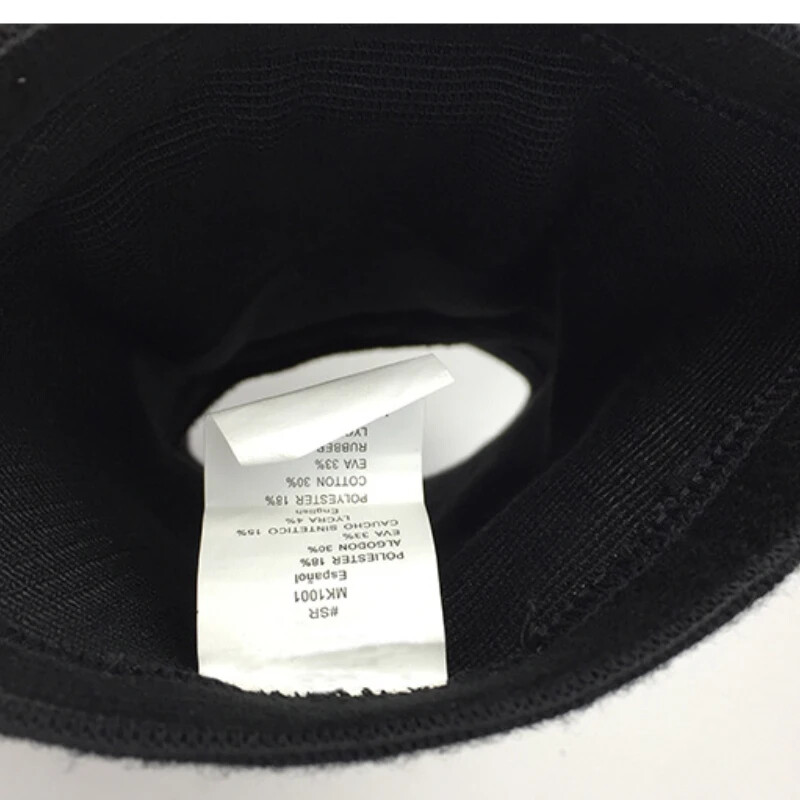 #SR
MK1001
Español
POLIESTER 18%
ALGODON 30%
EVA 33%
CAUCHO SINTETICO 15%
LYCRA 4%
English
POLYESTER 18%
COTTON 30%
EVA 33%
RUBBER